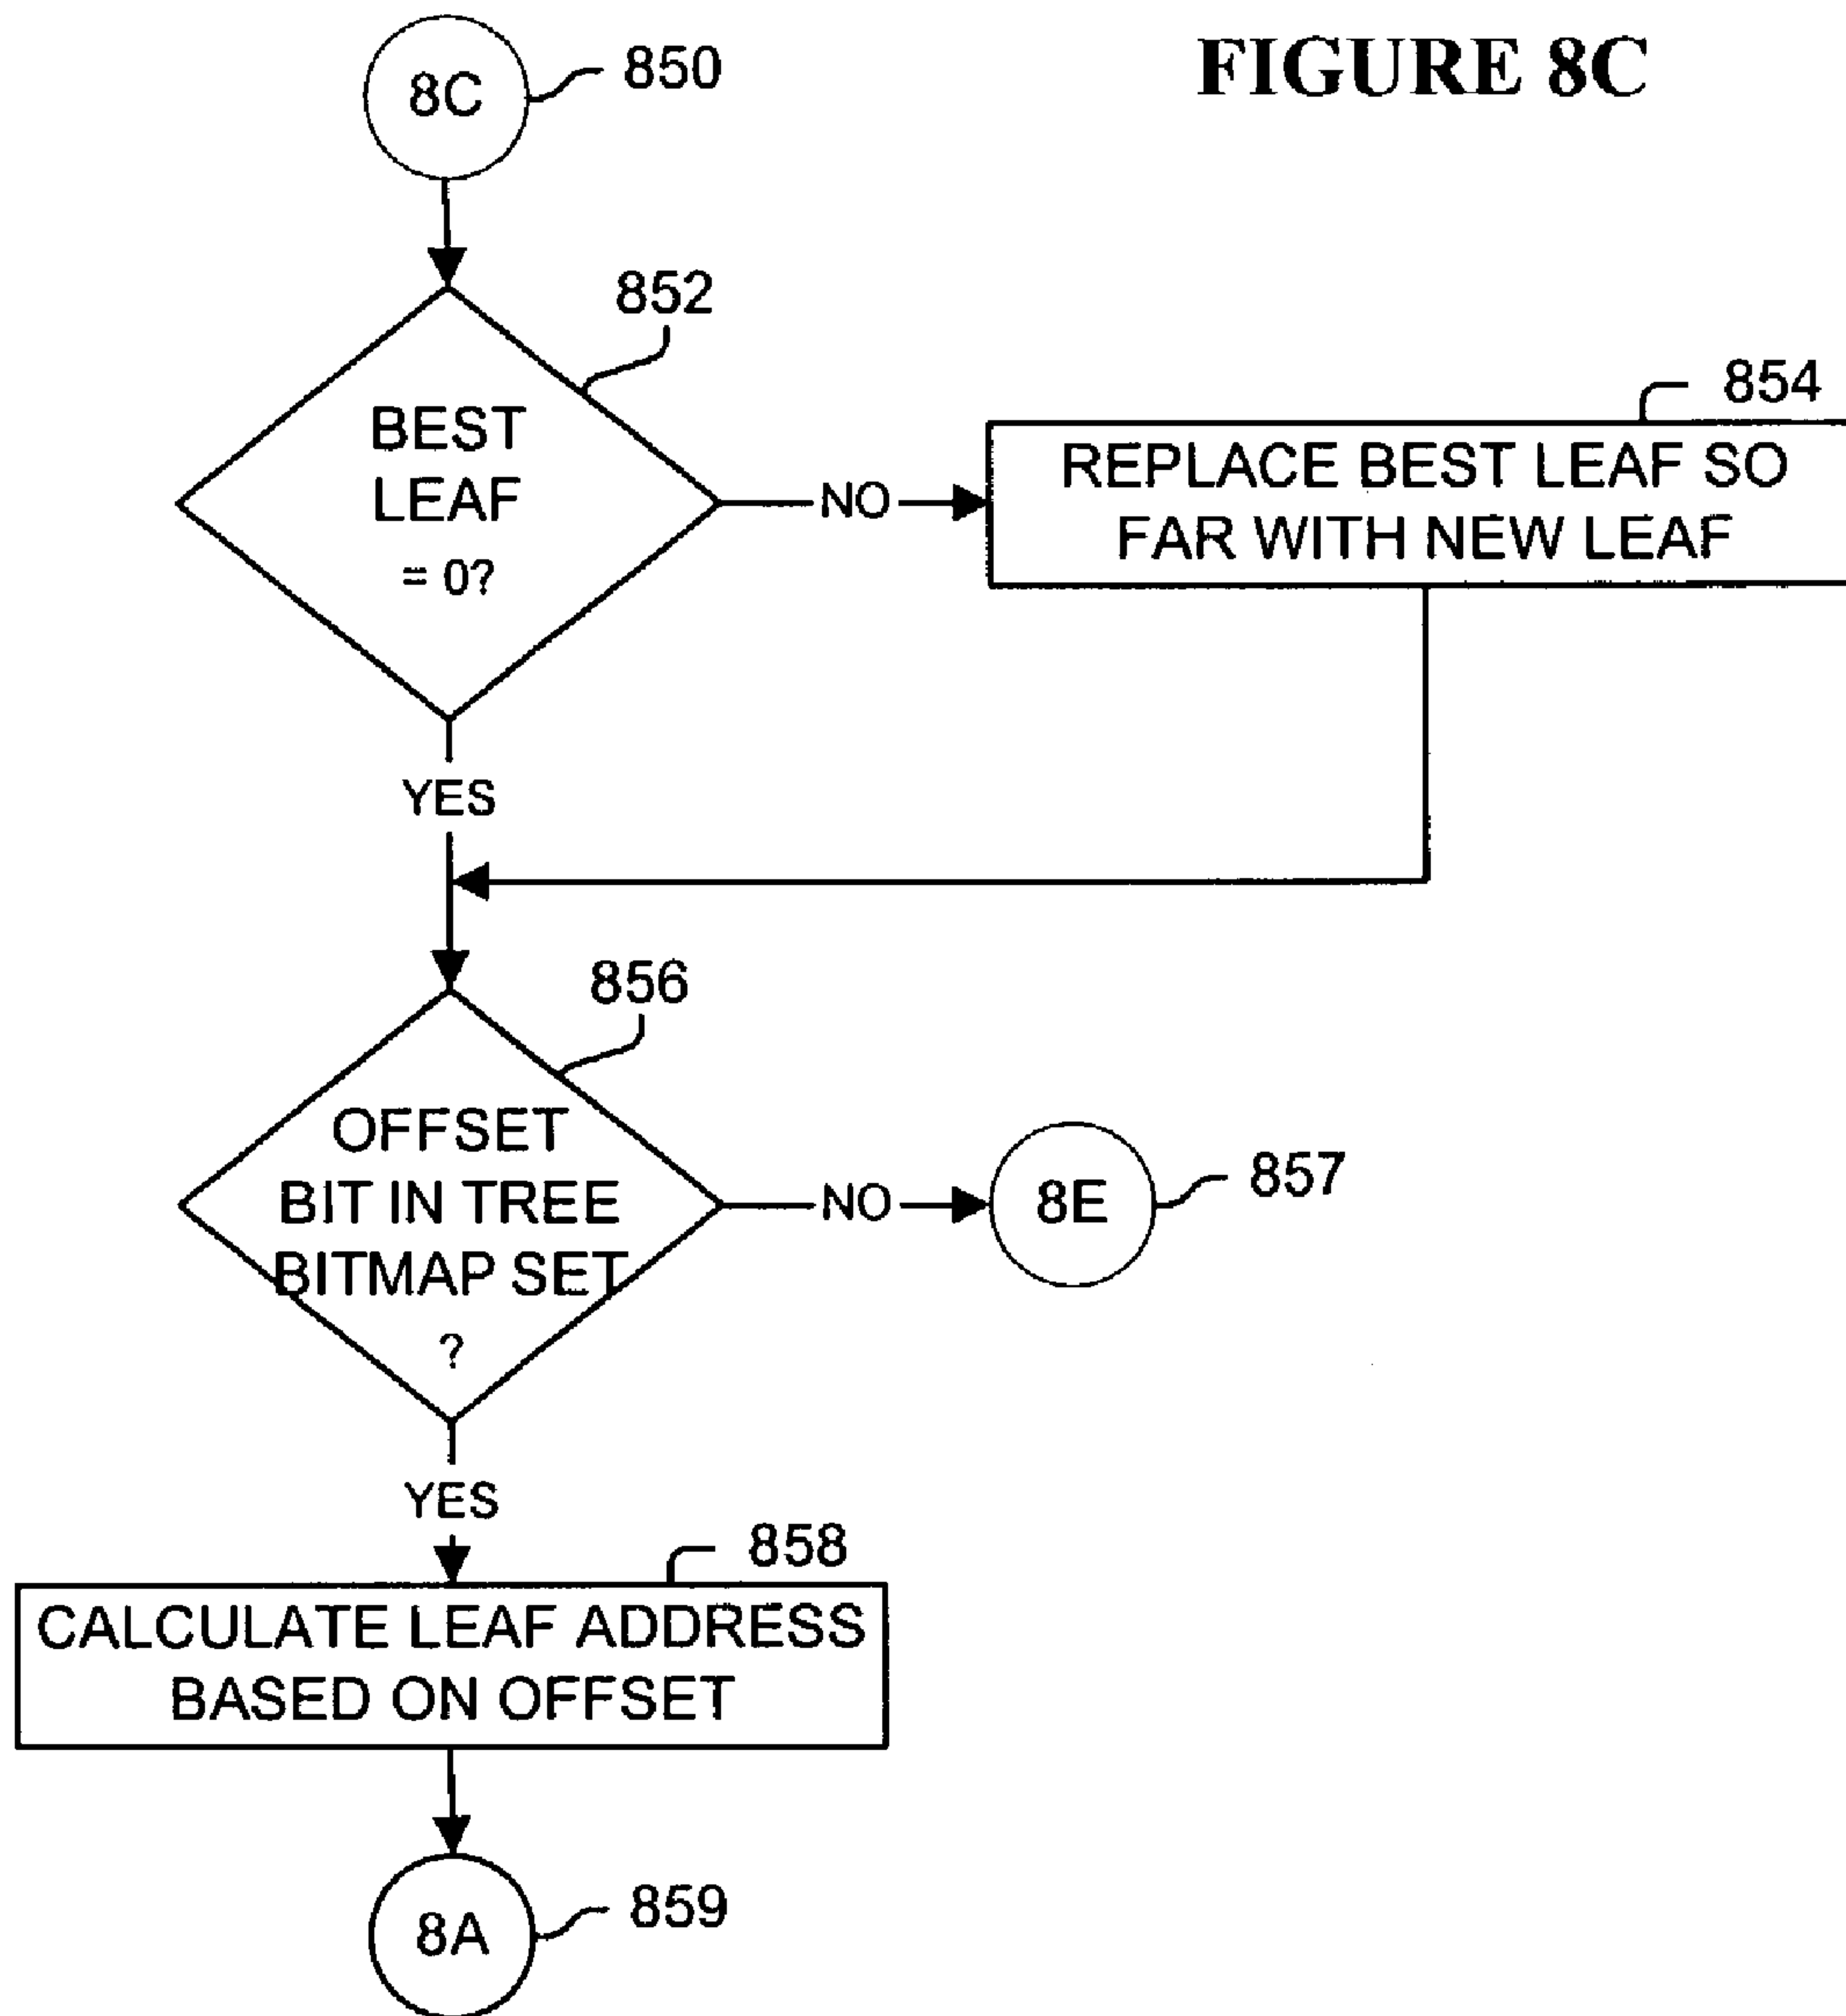 FIGURE 8C
8C
850
852
BEST
LEAF
= 0?
NO
854
REPLACE BEST LEAF SO
FAR WITH NEW LEAF
YES
856
OFFSET
BIT IN TREE
BITMAP SET
?
NO
8E
857
YES
858
CALCULATE LEAF ADDRESS
BASED ON OFFSET
8A
859